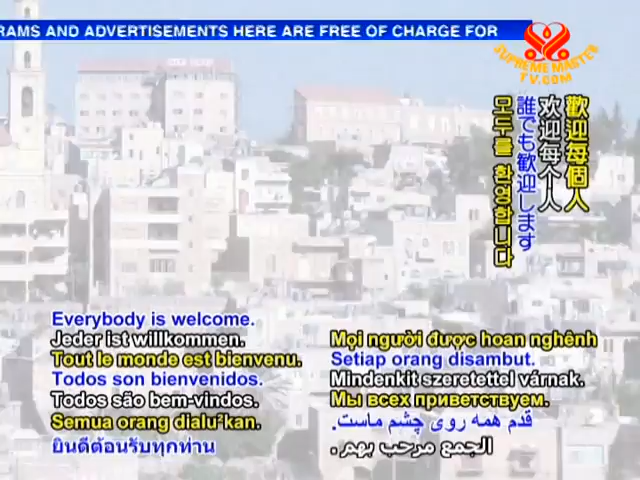 RAMS AND ADVERTISEMENTS HERE ARE FREE OF CHARGE FOR
SUPREME MASTER
TV.COM
歡迎每個人
欢迎每个人
誰でも歓迎します
모두를 환영합니다
Everybody is welcome.
Jeder ist willkommen.
Tout le monde est bienvenu.
Todos son bienvenidos.
Todos são bem-vindos.
Semua orang dialu²kan.
ยินดีต้อนรับทุกท่าน
Mọi người được hoan nghênh
Setiap orang disambut.
Mindenkit szeretettel várnak.
Мы всех приветствуем.
قدم همه روی چشم ماست.
الجمع مرحب بهم.